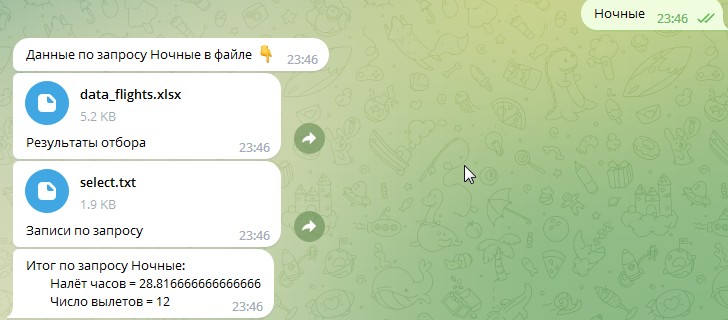 Ночные 23:46
Данные по запросу Ночные в файле 👇 23:46
data_flights.xlsx
5.2 KB
Результаты отбора 23:46
select.txt
1.9 KB
Записи по запросу 23:46
Итог по запросу Ночные:
Налёт часов = 28.816666666666666
Число вылетов = 12 23:46